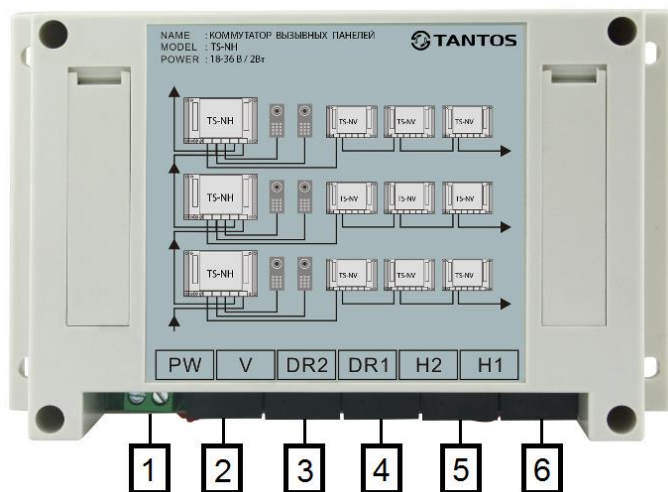 NAME : КОММУТАТОР ВЫЗЫВНЫХ ПАНЕЛЕЙ
MODEL : TS-NH
POWER : 18-36 В / 2Вт
TANTOS
TS-NH TS-NV TS-NV TS-NV
TS-NH TS-NV TS-NV TS-NV
TS-NH TS-NV TS-NV TS-NV
PW V DR2 DR1 H2 H1
1 2 3 4 5 6